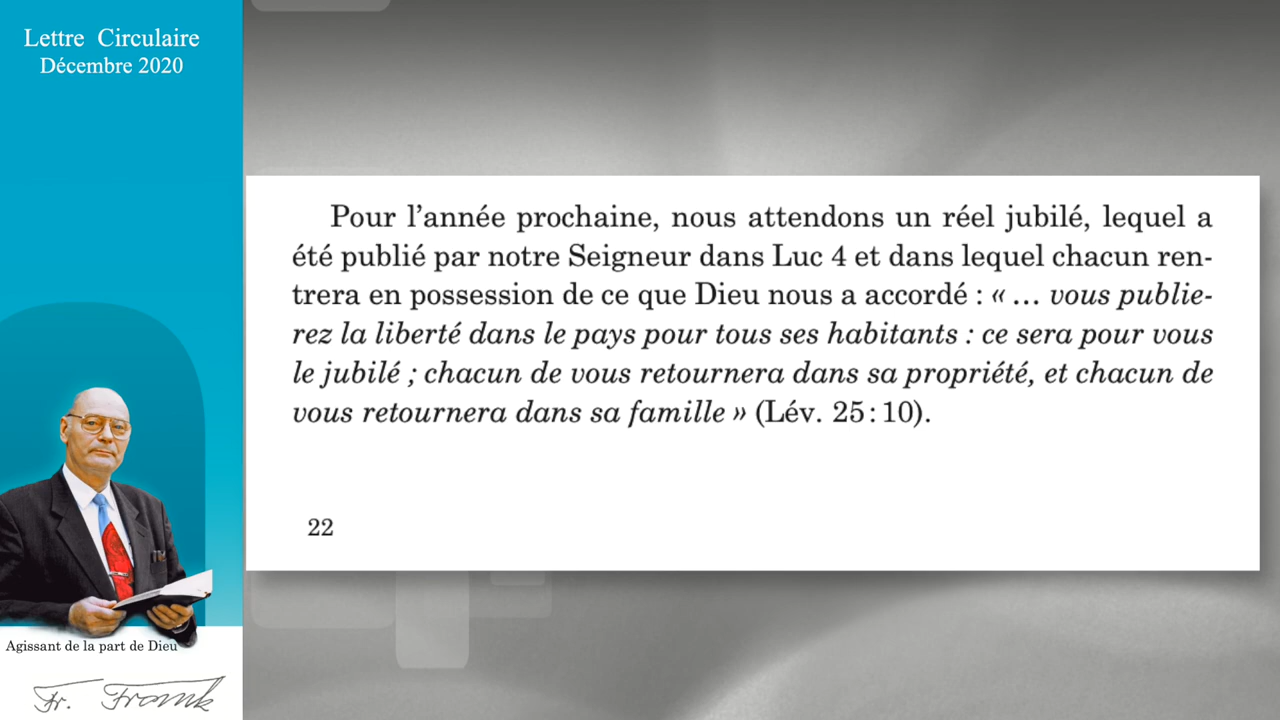 Lettre Circulaire
Décembre 2020
Pour l'année prochaine, nous attendons un réel jubilé, lequel a
été publié par notre Seigneur dans Luc 4 et dans lequel chacun ren-
trera en possession de ce que Dieu nous a accordé : « … vous publie-
rez la liberté dans le pays pour tous ses habitants : ce sera pour vous
le jubilé ; chacun de vous retournera dans sa propriété, et chacun de
vous retournera dans sa famille » (Lév. 25 : 10).
22
Agissant de la part de Dieu
Fr. Frank